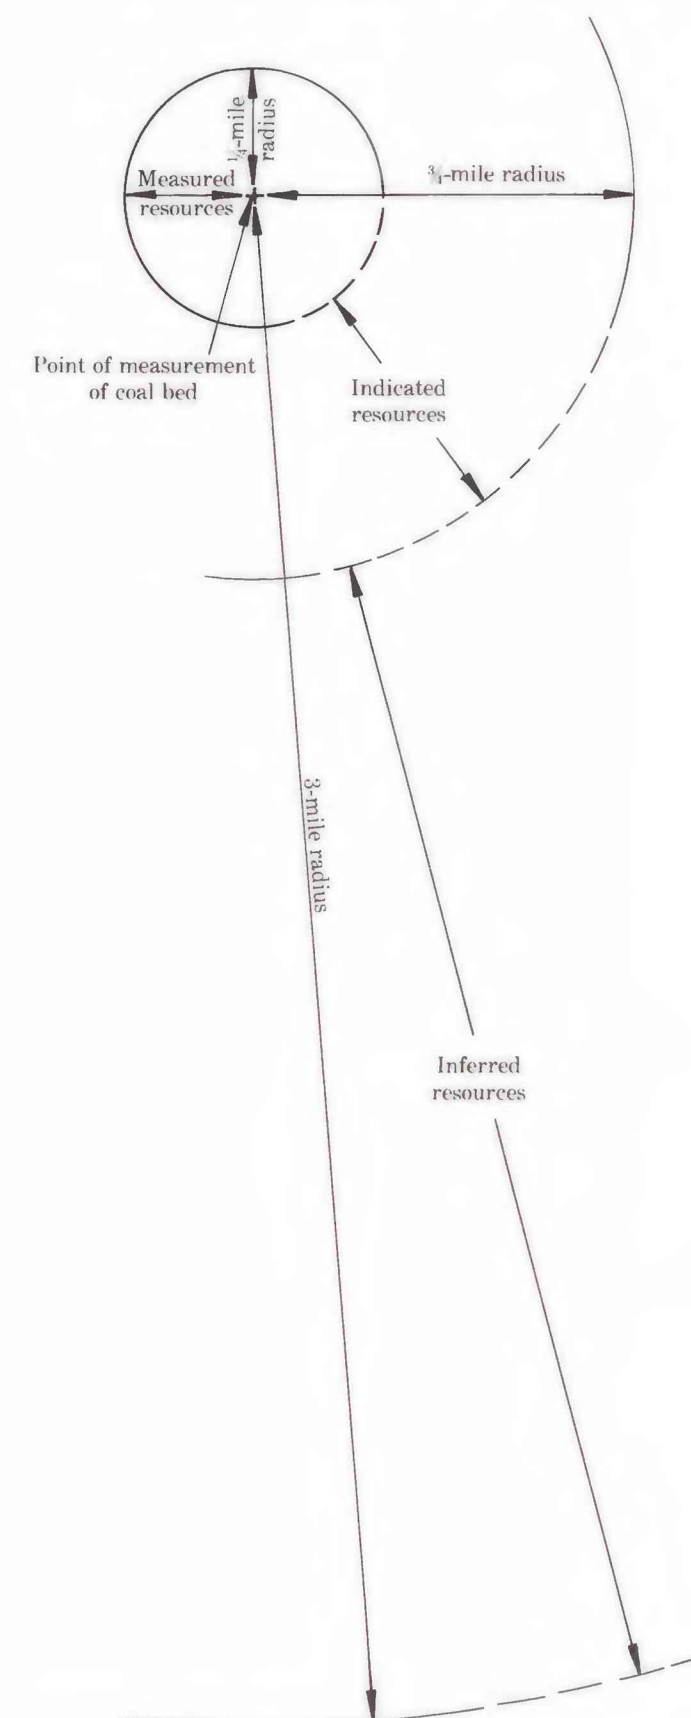 ¼-mile
radius
Measured
resources
¾-mile radius
Point of measurement
of coal bed
Indicated
resources
3-mile radius
Inferred
resources